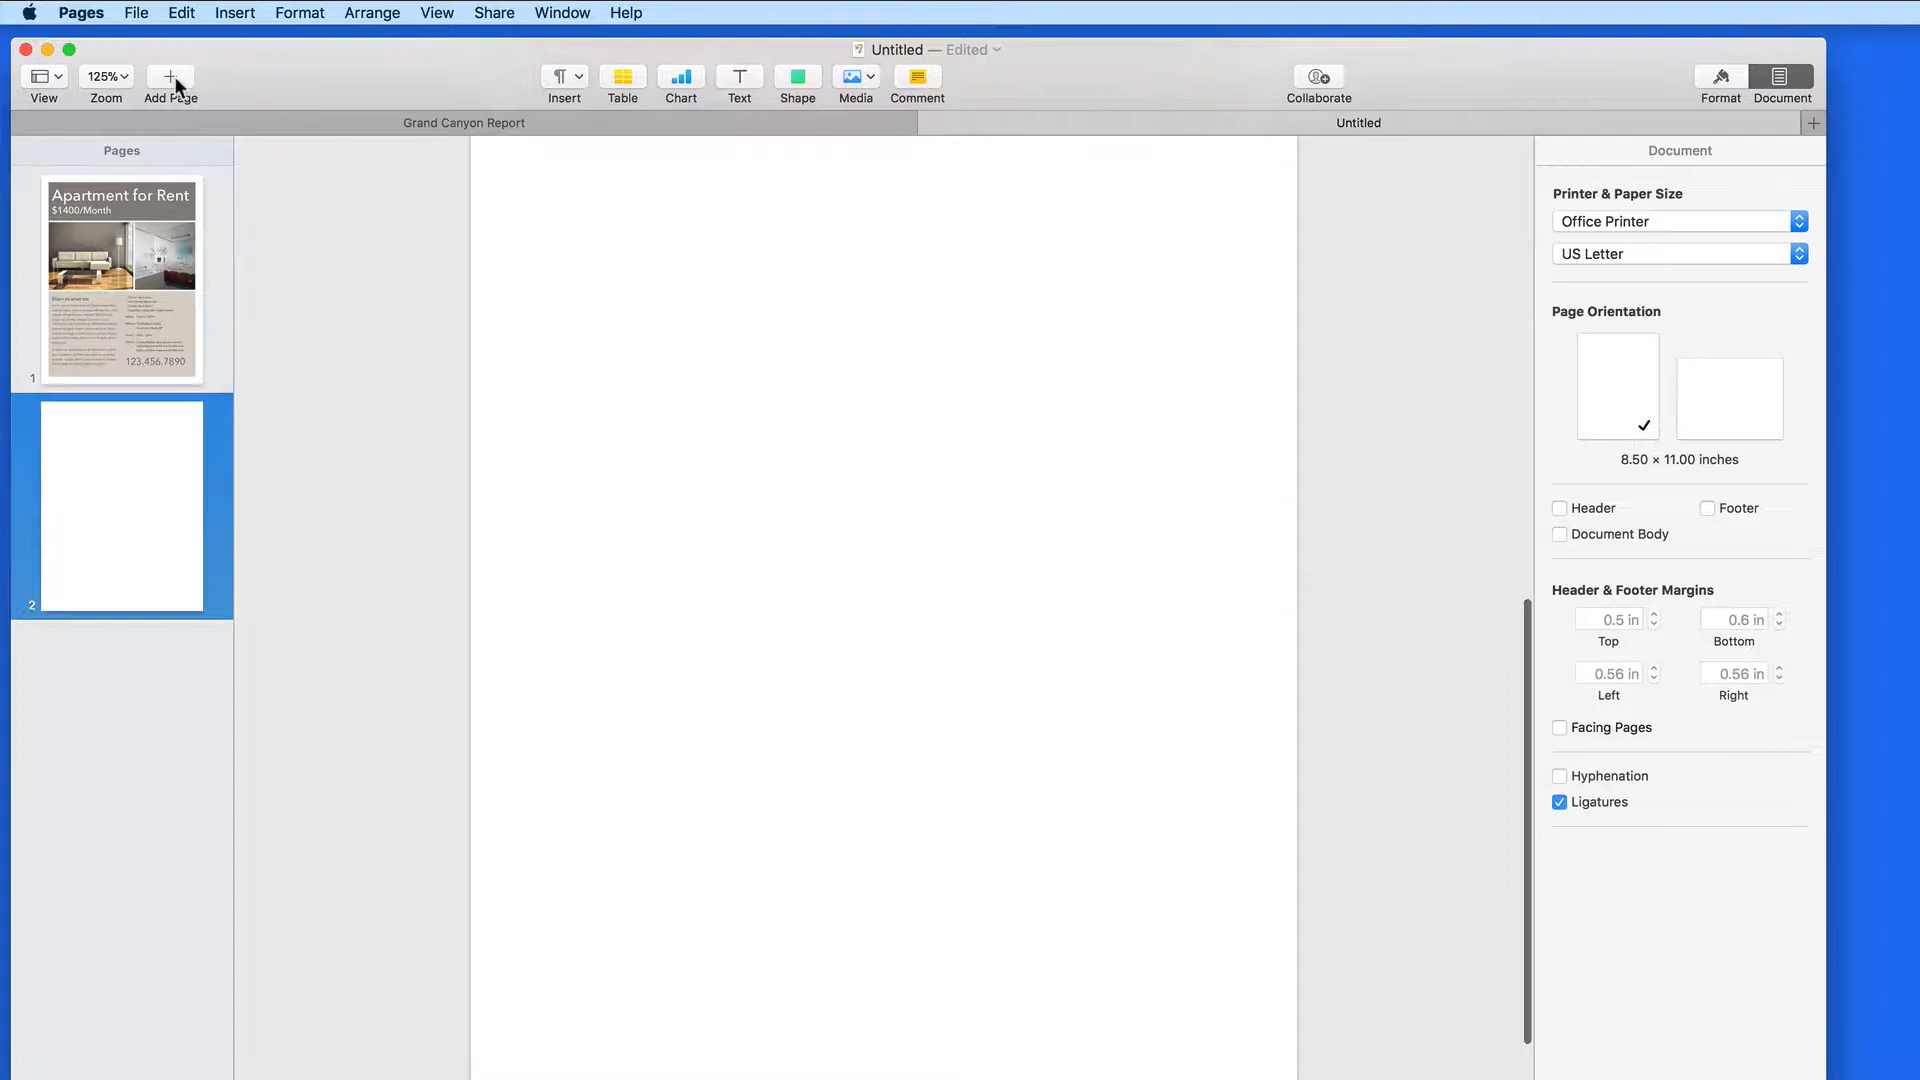 Pages File Edit Insert Format Arrange View Share Window Help
Untitled — Edited
125%
View Zoom Add Page Insert Table Chart Text Shape Media Comment Collaborate Format Document
Grand Canyon Report Untitled
Pages
Apartment for Rent
$1400/Month
123.456.7890
1
2
Document
Printer & Paper Size
Office Printer
US Letter
Page Orientation
8.50 × 11.00 inches
Header Footer
Document Body
Header & Footer Margins
0.5 in 0.6 in
Top Bottom
0.56 in 0.56 in
Left Right
Facing Pages
Hyphenation
Ligatures